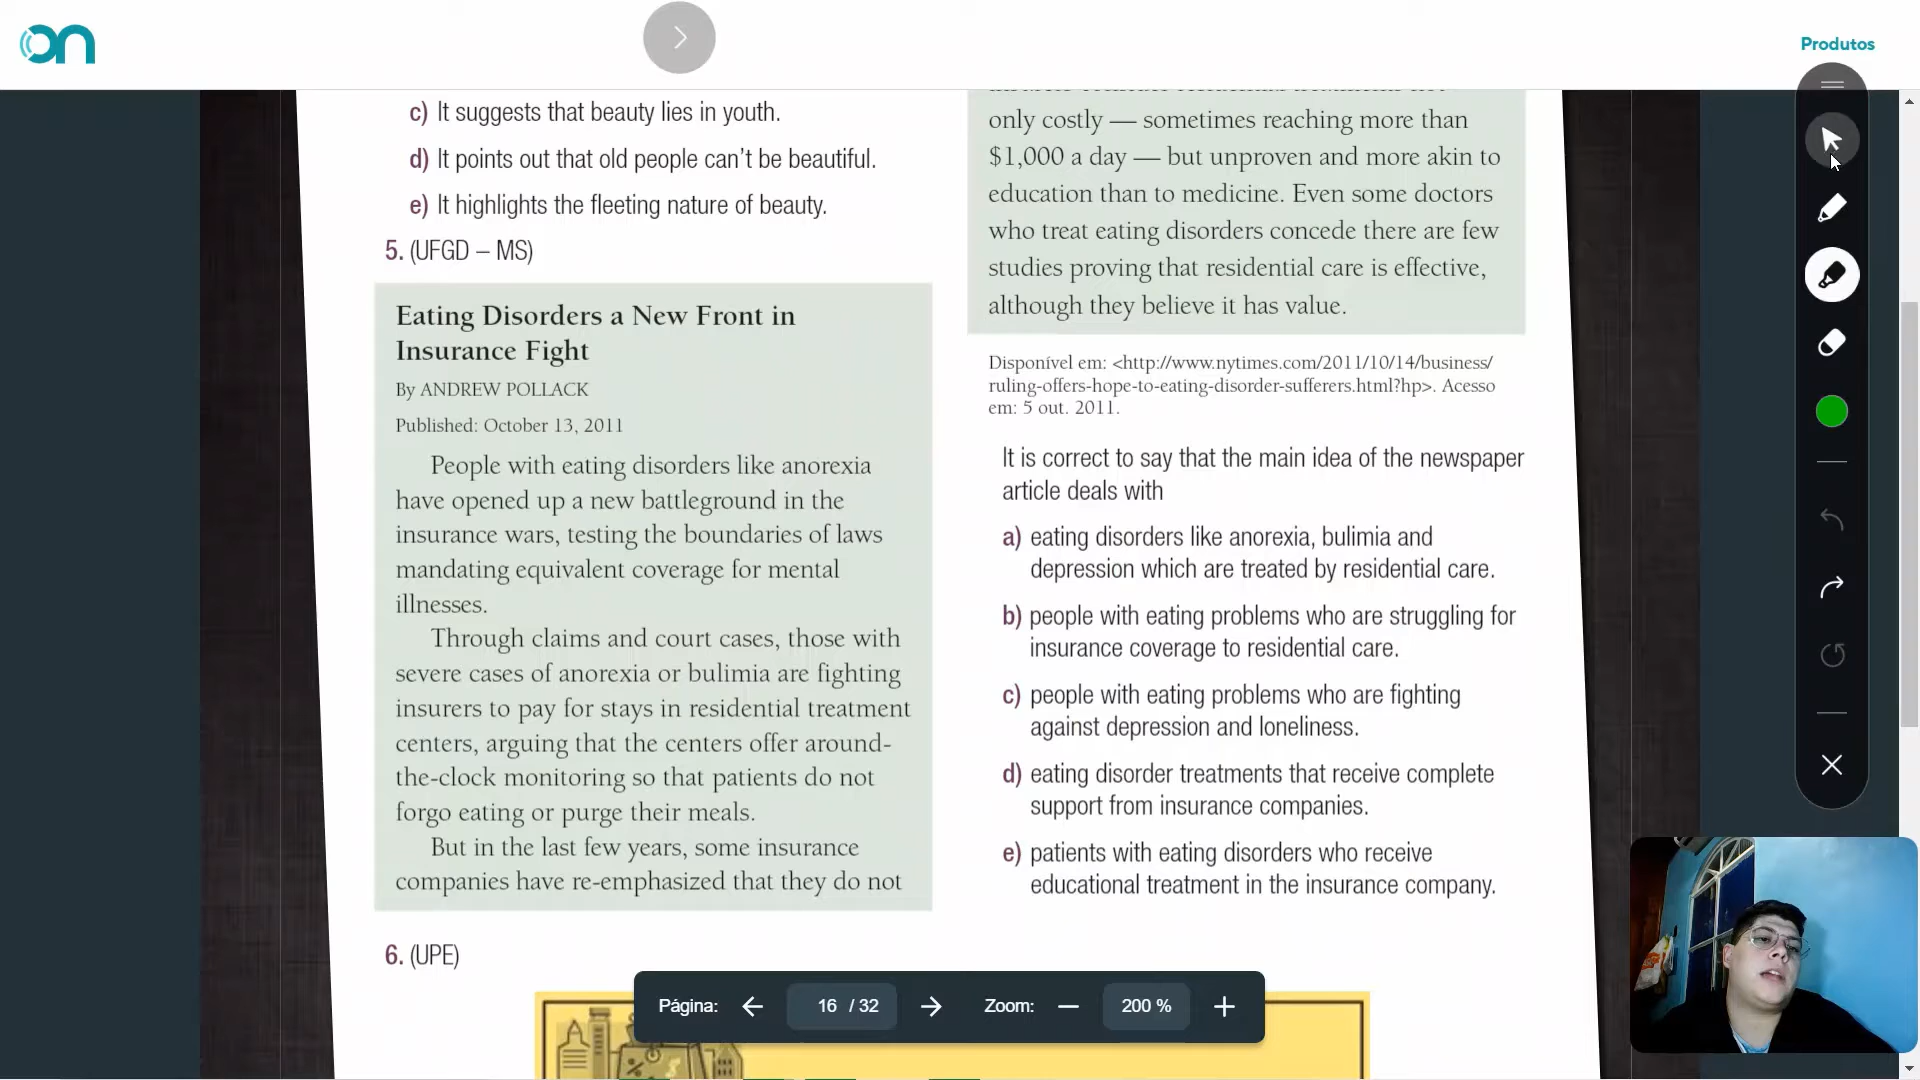 on
Produtos
c) It suggests that beauty lies in youth.
d) It points out that old people can't be beautiful.
e) It highlights the fleeting nature of beauty.
5. (UFGD – MS)
Eating Disorders a New Front in
Insurance Fight
By ANDREW POLLACK
Published: October 13, 2011
People with eating disorders like anorexia
have opened up a new battleground in the
insurance wars, testing the boundaries of laws
mandating equivalent coverage for mental
illnesses.
Through claims and court cases, those with
severe cases of anorexia or bulimia are fighting
insurers to pay for stays in residential treatment
centers, arguing that the centers offer around-
the-clock monitoring so that patients do not
forgo eating or purge their meals.
But in the last few years, some insurance
companies have re-emphasized that they do not
only costly — sometimes reaching more than
$1,000 a day — but unproven and more akin to
education than to medicine. Even some doctors
who treat eating disorders concede there are few
studies proving that residential care is effective,
although they believe it has value.
Disponível em: <http://www.nytimes.com/2011/10/14/business/
ruling-offers-hope-to-eating-disorder-sufferers.html?hp>. Acesso
em: 5 out. 2011.
It is correct to say that the main idea of the newspaper
article deals with
a) eating disorders like anorexia, bulimia and
depression which are treated by residential care.
b) people with eating problems who are struggling for
insurance coverage to residential care.
c) people with eating problems who are fighting
against depression and loneliness.
d) eating disorder treatments that receive complete
support from insurance companies.
e) patients with eating disorders who receive
educational treatment in the insurance company.
6. (UPE)
Página: 16 / 32 Zoom: 200 %